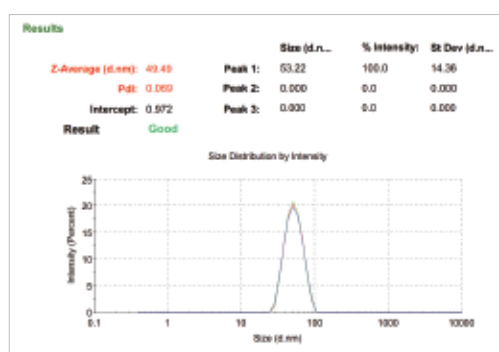 Results
Size (d.n... % Intensity: St Dev (d.n...
Z-Average (d.nm): 49.49 Peak 1: 53.22 100.0 14.36
PdI: 0.069 Peak 2: 0.000 0.0 0.000
Intercept: 0.972 Peak 3: 0.000 0.0 0.000
Result Good
Size Distribution by Intensity
Intensity (Percent)
25
20
15
10
5
0
0.1 1 10 100 1000 10000
Size (d.nm)